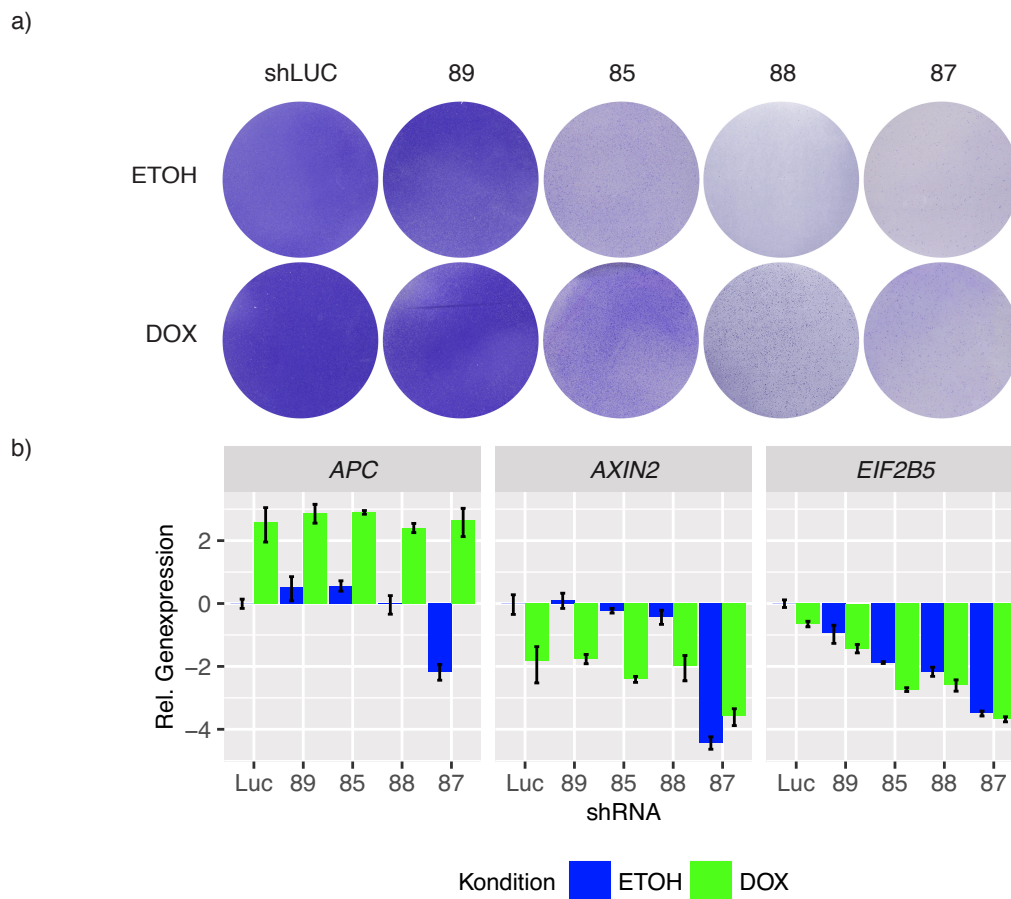 a)
shLUC 89 85 88 87
ETOH
DOX
b)
APC AXIN2 EIF2B5
Rel. Genexpression
2
0
−2
−4
Luc 89 85 88 87 Luc 89 85 88 87 Luc 89 85 88 87
shRNA
Kondition ETOH DOX